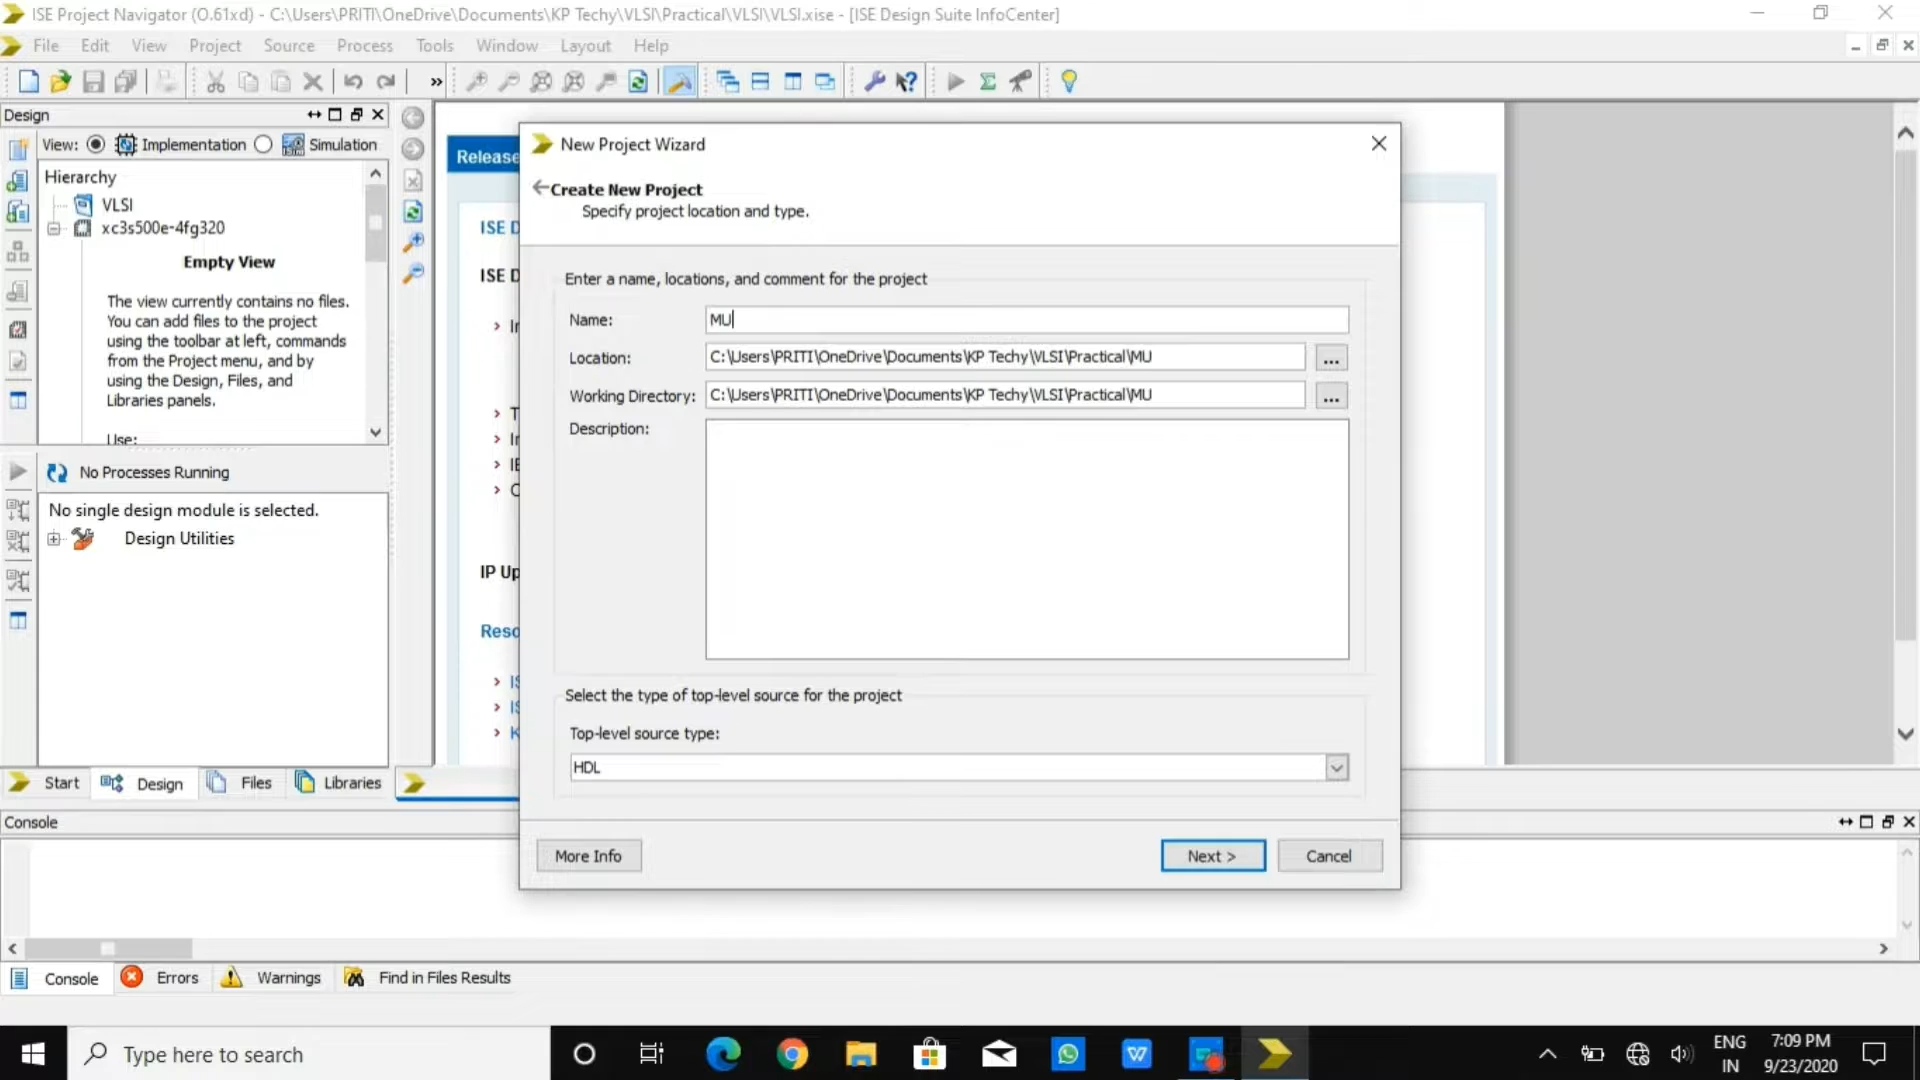 ISE Project Navigator (O.61xd) - C:\Users\PRITI\OneDrive\Documents\KP Techy\VLSI\Practical\VLSI\VLSI.xise - [ISE Design Suite InfoCenter]
File Edit View Project Source Process Tools Window Layout Help
Design
View: Implementation Simulation
Hierarchy
VLSI
xc3s500e-4fg320
Empty View
The view currently contains no files.
You can add files to the project
using the toolbar at left, commands
from the Project menu, and by
using the Design, Files, and
Libraries panels.
Use:
No Processes Running
No single design module is selected.
Design Utilities
Start Design Files Libraries
Release
ISE D
ISE D
IP Up
Reso
New Project Wizard
Create New Project
Specify project location and type.
Enter a name, locations, and comment for the project
Name: MU
Location: C:\Users\PRITI\OneDrive\Documents\KP Techy\VLSI\Practical\MU ...
Working Directory: C:\Users\PRITI\OneDrive\Documents\KP Techy\VLSI\Practical\MU ...
Description:
Select the type of top-level source for the project
Top-level source type:
HDL
More Info Next > Cancel
Console
Console Errors Warnings Find in Files Results
Type here to search
ENG
IN
7:09 PM
9/23/2020